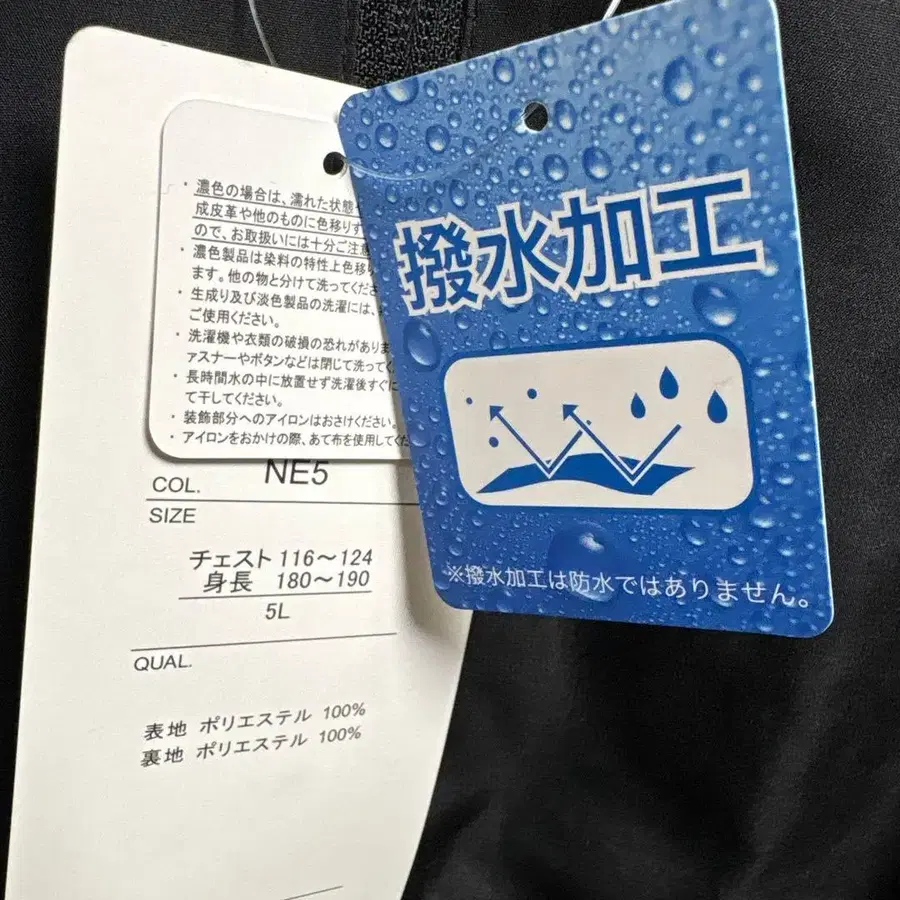 ・濃色の場合は、濡れた状態
成皮革や他のものに色移りす
ので、お取扱いには十分ご注意
・濃色製品は染料の特性上色移り
ます。他の物と分けて洗ってくださ
・生成り及び淡色製品の洗濯には、
ご使用ください。
・洗濯機や衣類の破損の恐れがありま
ァスナーやボタンなどは閉じて洗って
・長時間水の中に放置せず洗濯後すぐに
て干してください。
・装飾部分へのアイロンはおさけください。
・アイロンをおかけの際、あて布を使用してくだ
COL. NE5
SIZE
チェスト 116～124
身長 180～190
5L
QUAL.
表地 ポリエステル 100%
裏地 ポリエステル 100%
撥水加工
※撥水加工は防水ではありません。